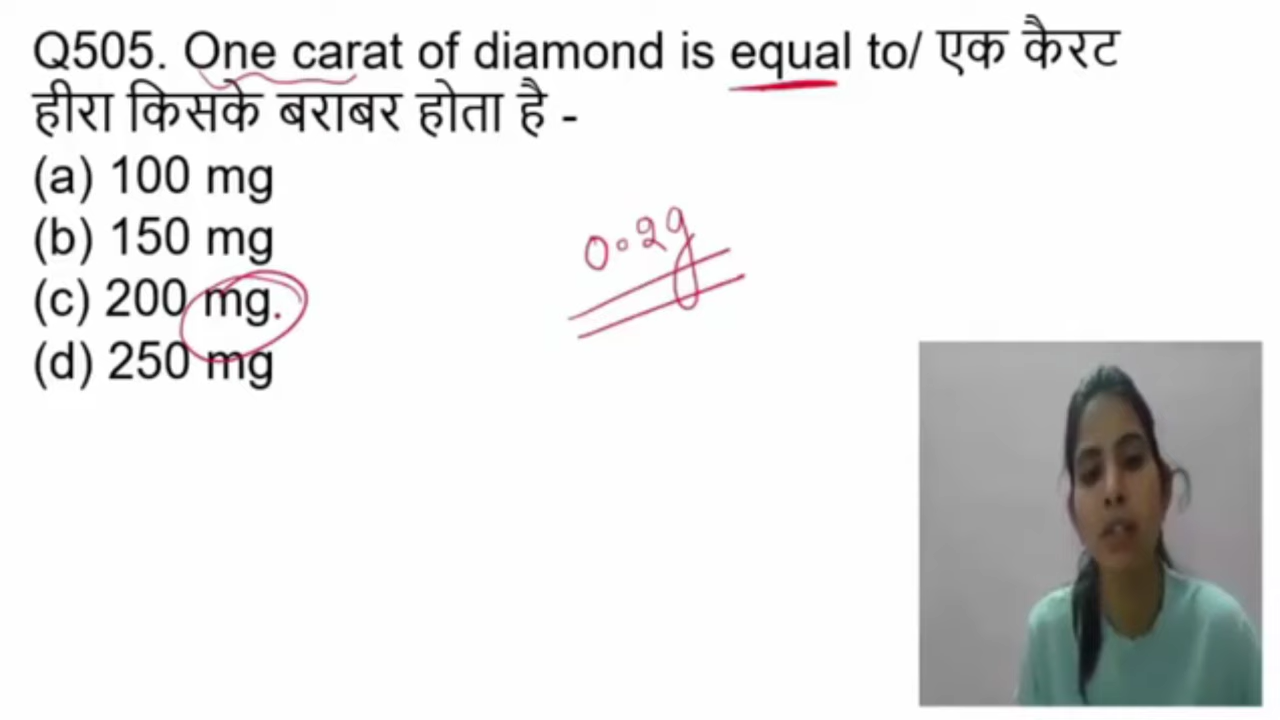 Q505. One carat of diamond is equal to/ एक कैरट
हीरा किसके बराबर होता है -
(a) 100 mg
(b) 150 mg
(c) 200 mg.
(d) 250 mg
0.2g